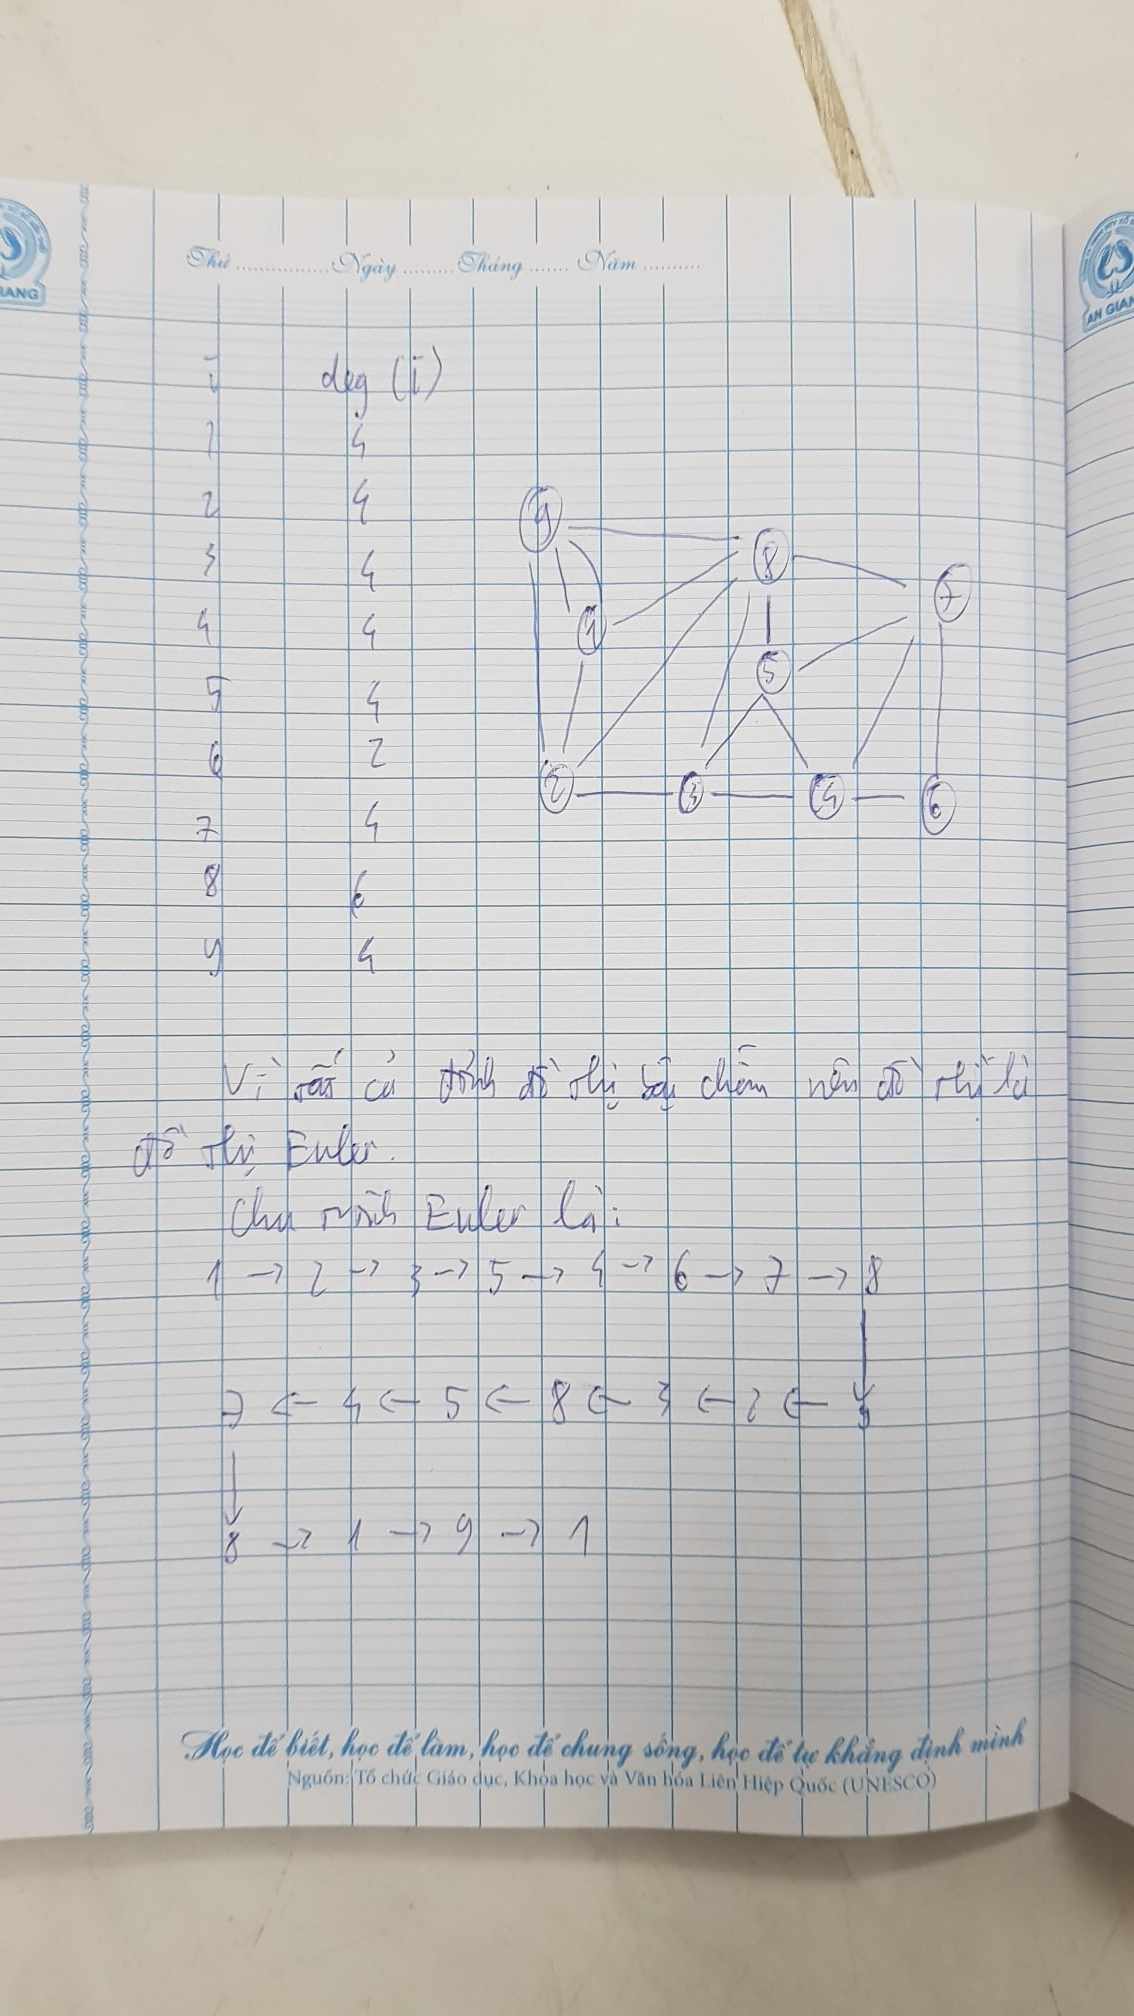 Thứ ............... Ngày ......... Tháng ....... Năm ..........
GIANG
AN GIANG
i deg (i)
1 4
2 4
3 4
4 4
5 4
6 2
7 4
8 6
9 4
9
8
7
1
5
2 3 4 6
Vì tất cả đỉnh đồ thị bậc chẵn nên đồ thị là
đồ thị Euler.
Chu trình Euler là:
1 → 2 → 3 → 5 → 4 → 6 → 7 → 8
7 ← 4 ← 5 ← 8 ← 3 ← 2 ←
8 → 1 → 9 → 1
Học để biết, học để làm, học để chung sống, học để tự khẳng định mình
Nguồn: Tổ chức Giáo dục, Khoa học và Văn hóa Liên Hiệp Quốc (UNESCO)